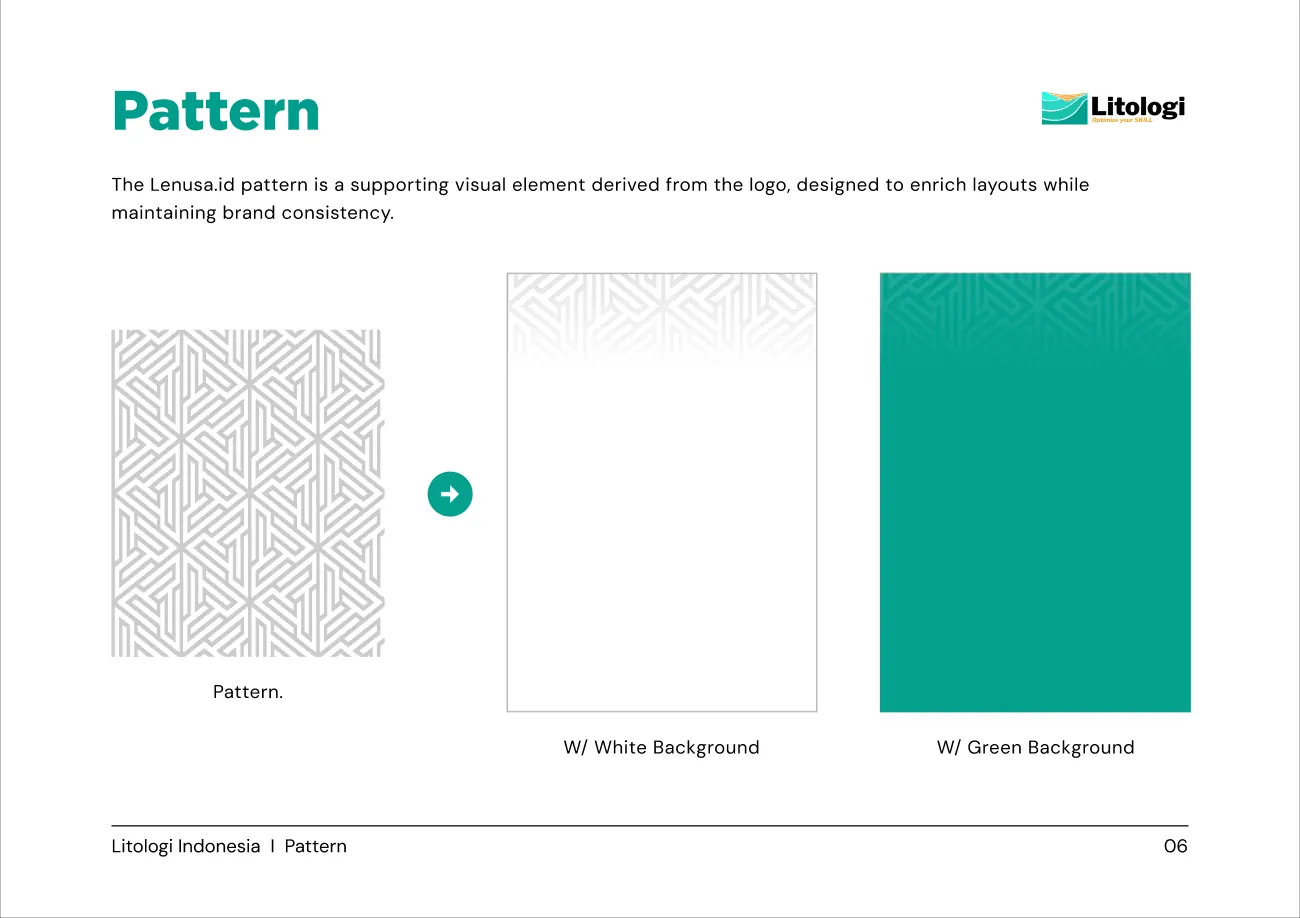 Pattern
Litologi
Optimize your SKILL
The Lenusa.id pattern is a supporting visual element derived from the logo, designed to enrich layouts while
maintaining brand consistency.
Pattern.
W/ White Background
W/ Green Background
Litologi Indonesia I Pattern
06